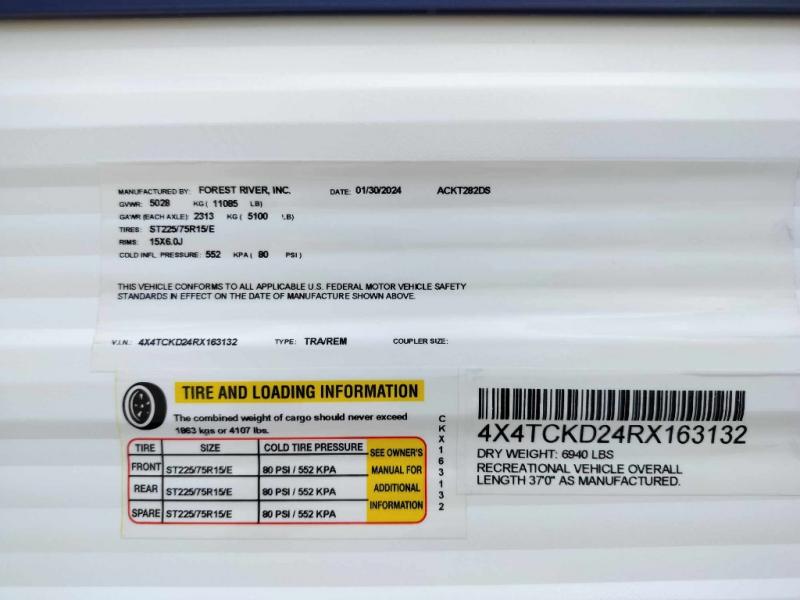 MANUFACTURED BY: FOREST RIVER, INC. DATE: 01/30/2024 ACKT282DS
GVWR: 5028 KG ( 11085 LB)
GAWR (EACH AXLE): 2313 KG ( 5100 LB)
TIRES: ST225/75R15/E
RIMS: 15X6.0J
COLD INFL. PRESSURE: 552 KPA ( 80 PSI )
THIS VEHICLE CONFORMS TO ALL APPLICABLE U.S. FEDERAL MOTOR VEHICLE SAFETY
STANDARDS IN EFFECT ON THE DATE OF MANUFACTURE SHOWN ABOVE.
V.I.N.: 4X4TCKD24RX163132 TYPE: TRA/REM COUPLER SIZE:
TIRE AND LOADING INFORMATION
The combined weight of cargo should never exceed
1863 kgs or 4107 lbs.
TIRE SIZE COLD TIRE PRESSURE
FRONT ST225/75R15/E 80 PSI / 552 KPA
REAR ST225/75R15/E 80 PSI / 552 KPA
SPARE ST225/75R15/E 80 PSI / 552 KPA
SEE OWNER'S
MANUAL FOR
ADDITIONAL
INFORMATION
CKX163132
4X4TCKD24RX163132
DRY WEIGHT: 6940 LBS
RECREATIONAL VEHICLE OVERALL
LENGTH 37'0" AS MANUFACTURED.